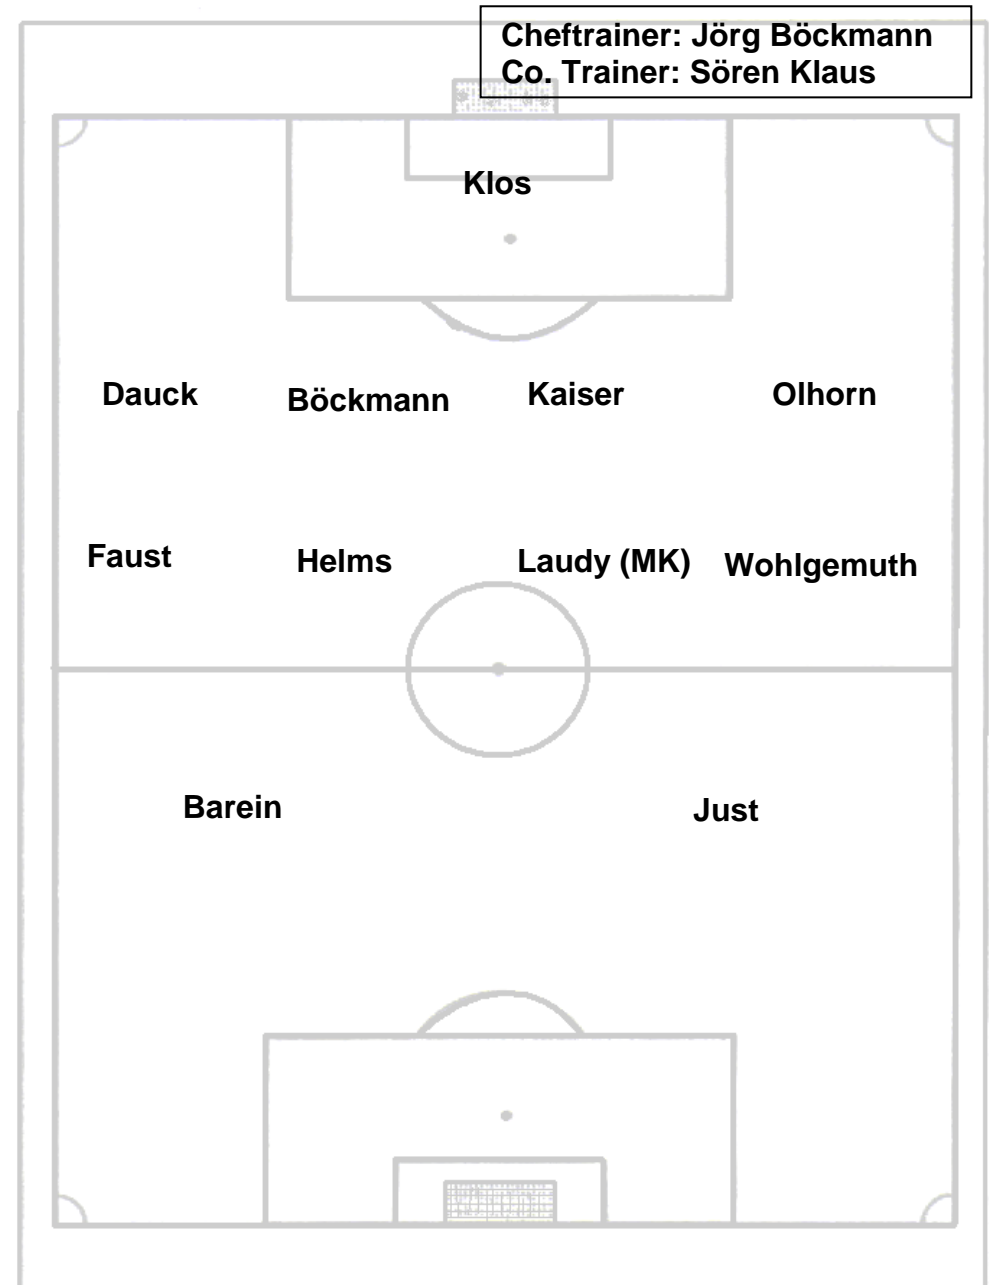 Cheftrainer: Jörg Böckmann
Co. Trainer: Sören Klaus
Klos
Dauck Böckmann Kaiser Olhorn
Faust Helms Laudy (MK) Wohlgemuth
Barein Just